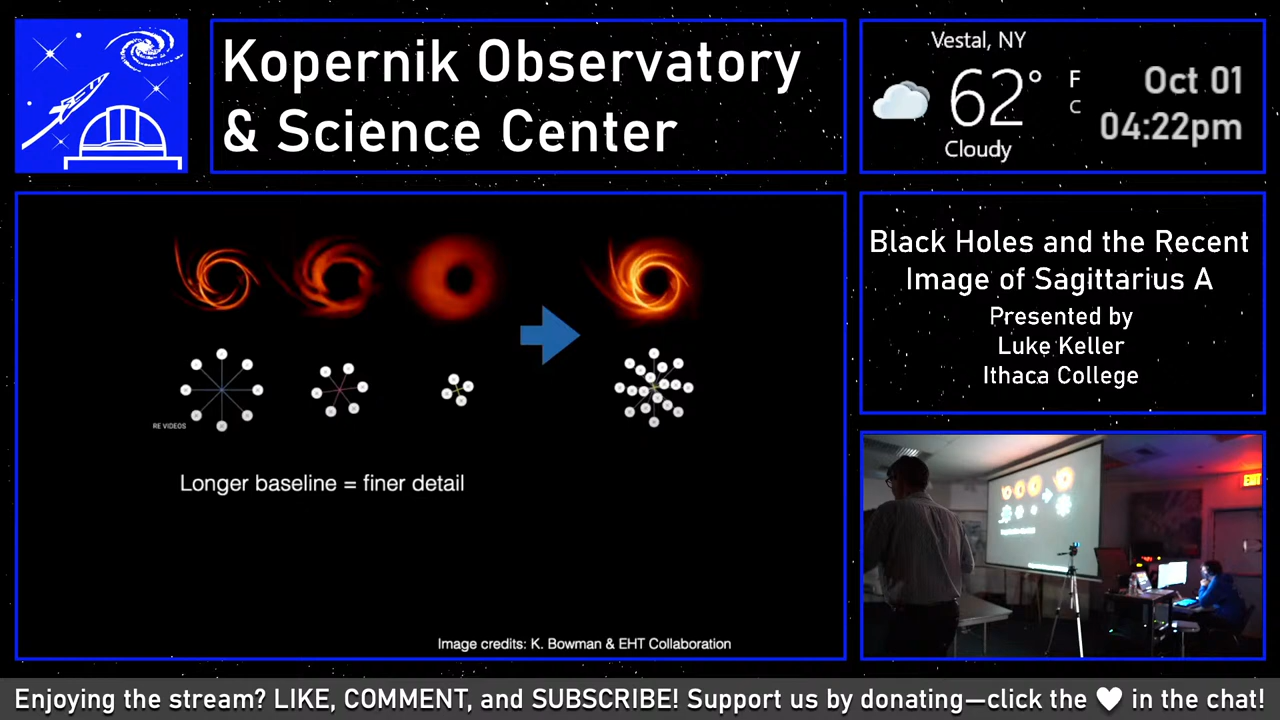 Kopernik Observatory
& Science Center
Vestal, NY
62°
F
C
Cloudy
Oct 01
04:22pm
RE VIDEOS
Longer baseline = finer detail
Image credits: K. Bowman & EHT Collaboration
Black Holes and the Recent
Image of Sagittarius A
Presented by
Luke Keller
Ithaca College
EXIT
Enjoying the stream? LIKE, COMMENT, and SUBSCRIBE! Support us by donating—click the ♥ in the chat!